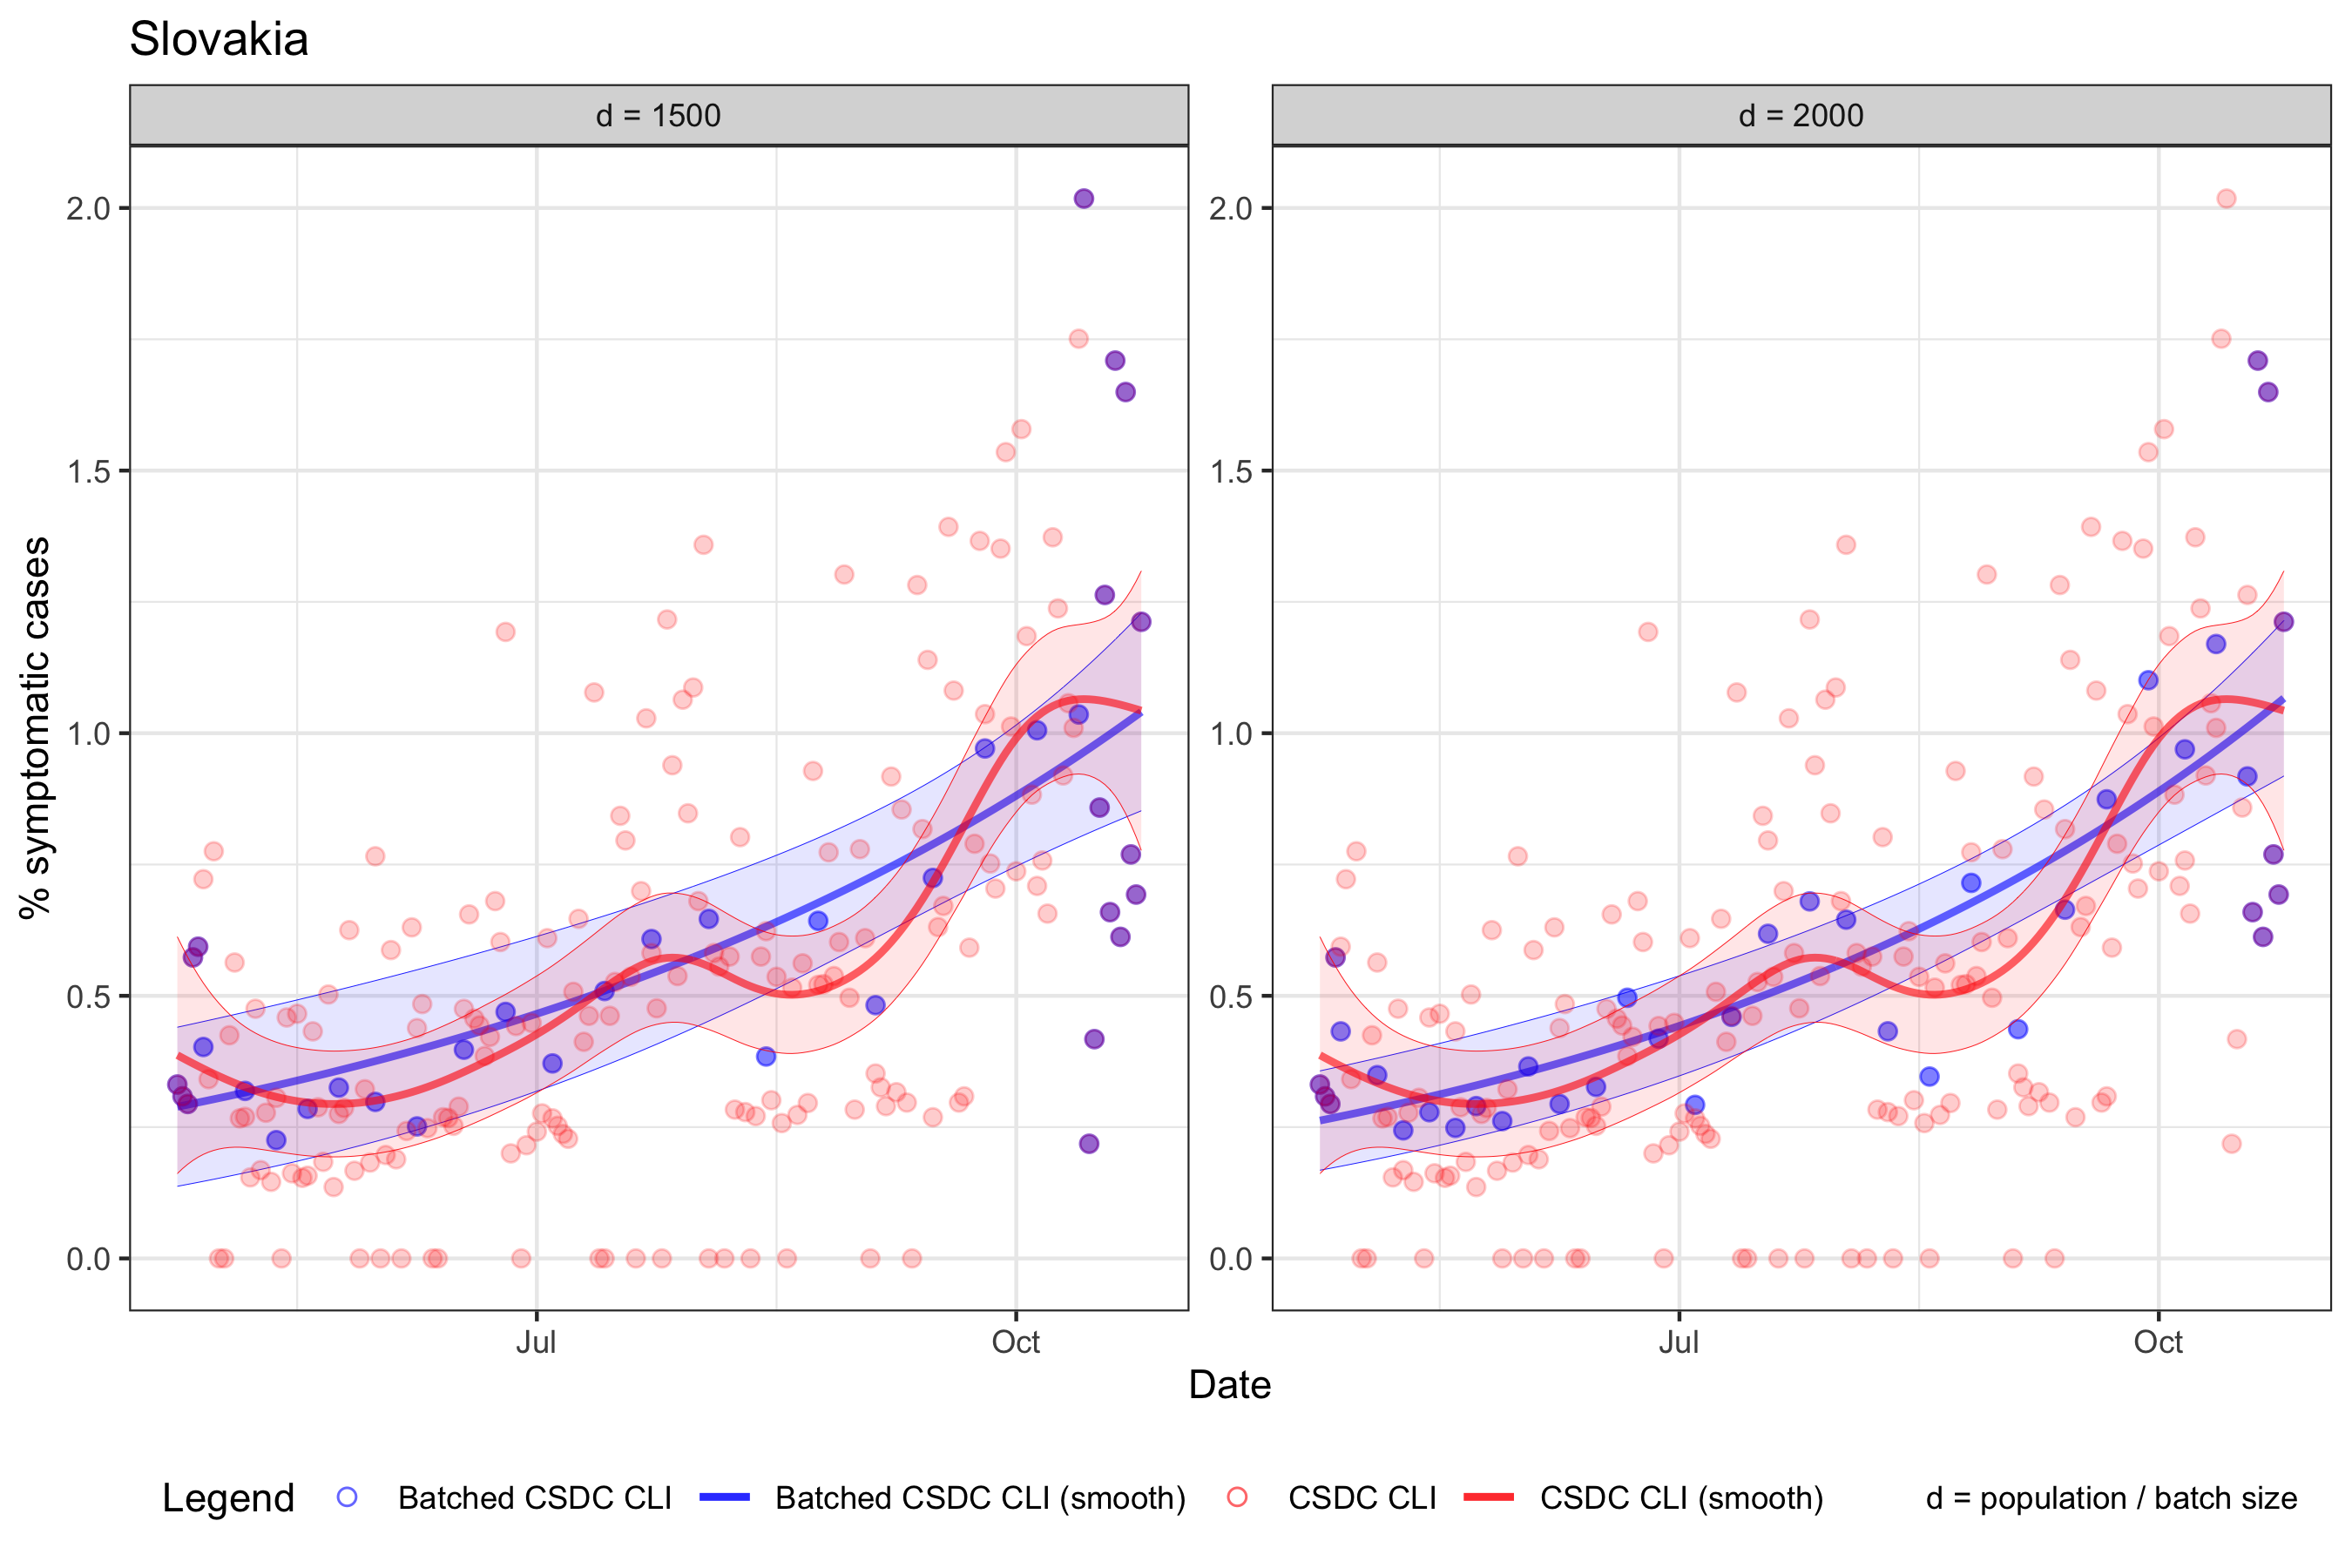 Slovakia
d = 1500
d = 2000
% symptomatic cases
2.0
1.5
1.0
0.5
0.0
2.0
1.5
1.0
0.5
0.0
Jul
Oct
Jul
Oct
Date
Legend
Batched CSDC CLI
Batched CSDC CLI (smooth)
CSDC CLI
CSDC CLI (smooth)
d = population / batch size